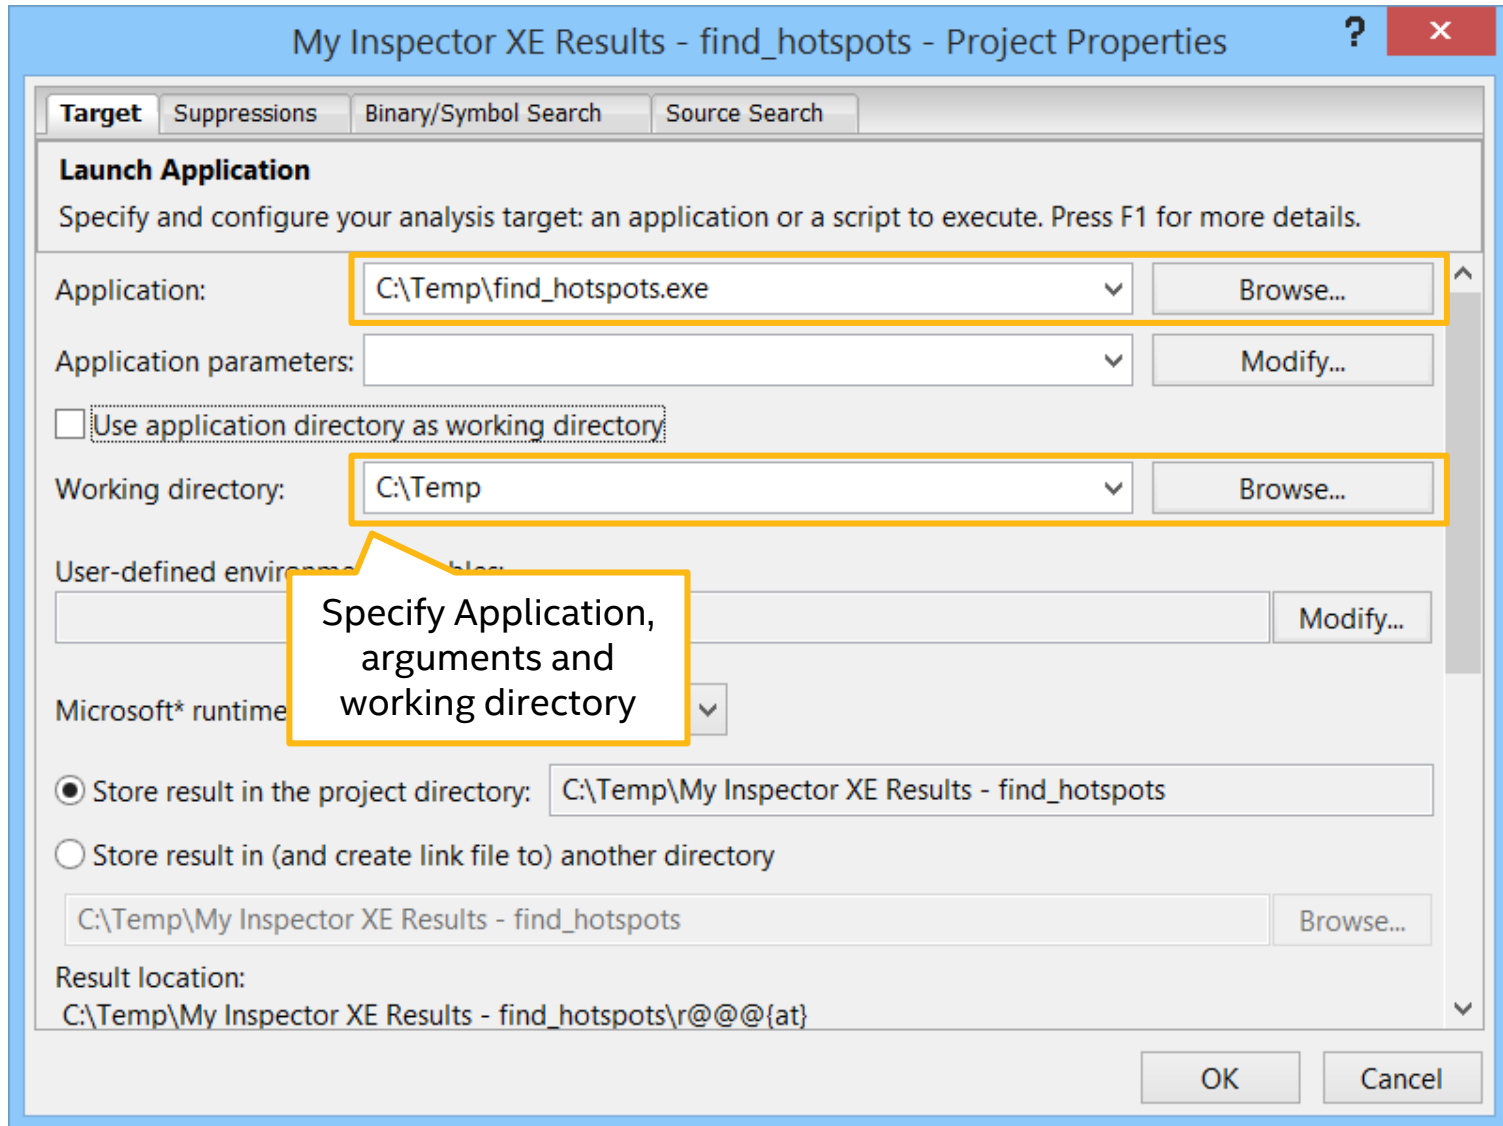 My Inspector XE Results - find_hotspots - Project Properties
?
Target Suppressions Binary/Symbol Search Source Search
Launch Application
Specify and configure your analysis target: an application or a script to execute. Press F1 for more details.
Application: C:\Temp\find_hotspots.exe Browse...
Application parameters: Modify...
Use application directory as working directory
Working directory: C:\Temp Browse...
User-defined
Modify...
Specify Application,
arguments and
working directory
Microsoft* runtime
Store result in the project directory: C:\Temp\My Inspector XE Results - find_hotspots
Store result in (and create link file to) another directory
C:\Temp\My Inspector XE Results - find_hotspots Browse...
Result location:
C:\Temp\My Inspector XE Results - find_hotspots\r@@@{at}
OK Cancel